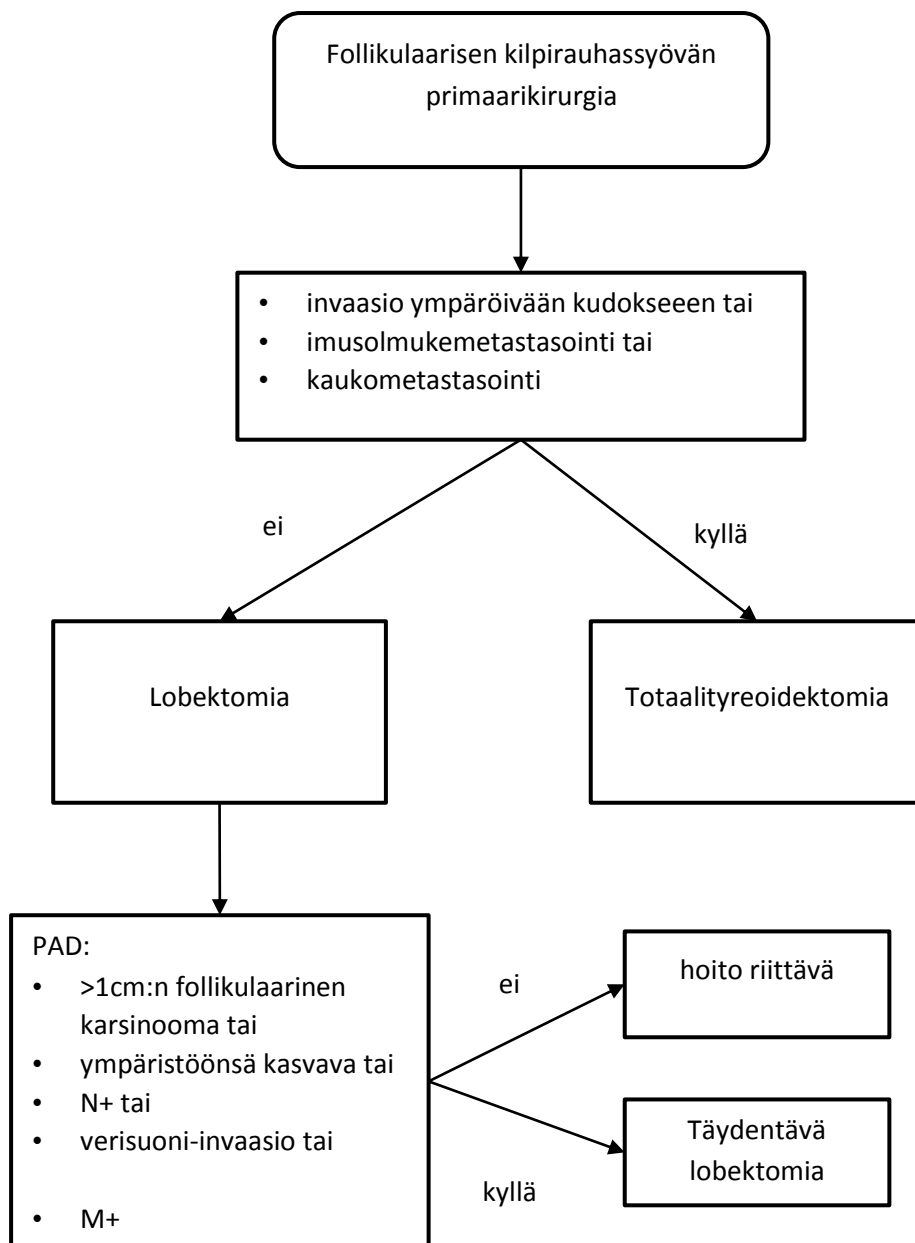 Follikulaarisen kilpirauhassyövän
primaarikirurgia
• invaasio ympäröivään kudokseeen tai
• imusolmukemetastasointi tai
• kaukometastasointi
ei
kyllä
Lobektomia
Totaalityreoidektomia
PAD:
• >1cm:n follikulaarinen
karsinooma tai
• ympäristöönsä kasvava tai
• N+ tai
• verisuoni-invaasio tai
• M+
ei
hoito riittävä
kyllä
Täydentävä
lobektomia